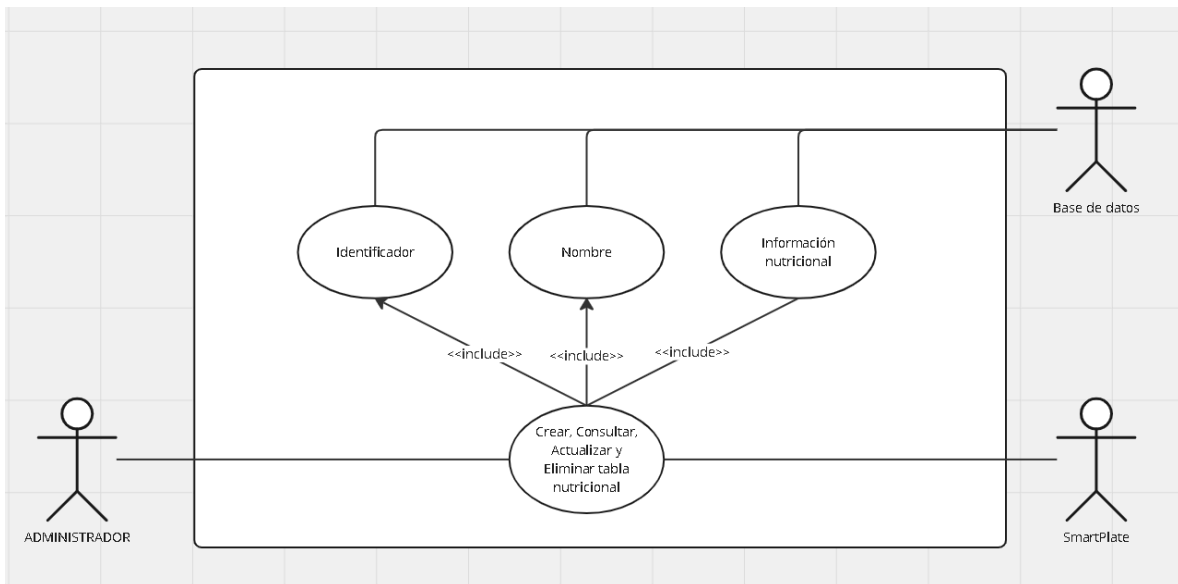 Base de datos
Identificador
Nombre
Información
nutricional
<<include>>
<<include>>
<<include>>
Crear, Consultar,
Actualizar y
Eliminar tabla
nutricional
ADMINISTRADOR
SmartPlate